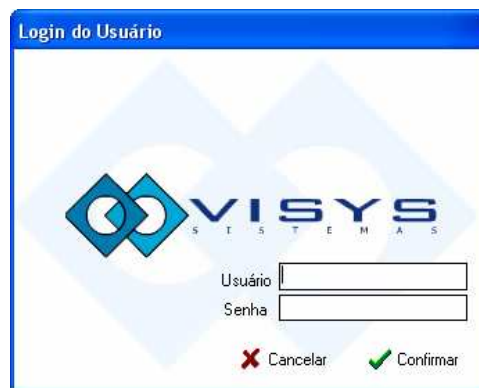 Login do Usuário
VISYS
SISTEMAS
Usuário
Senha
Cancelar Confirmar